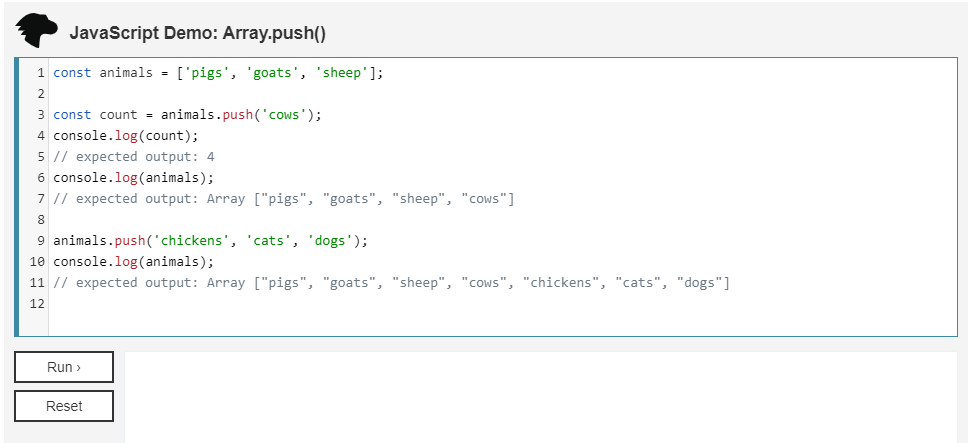 JavaScript Demo: Array.push()
1 const animals = ['pigs', 'goats', 'sheep'];
2
3 const count = animals.push('cows');
4 console.log(count);
5 // expected output: 4
6 console.log(animals);
7 // expected output: Array ["pigs", "goats", "sheep", "cows"]
8
9 animals.push('chickens', 'cats', 'dogs');
10 console.log(animals);
11 // expected output: Array ["pigs", "goats", "sheep", "cows", "chickens", "cats", "dogs"]
12
Run ›
Reset